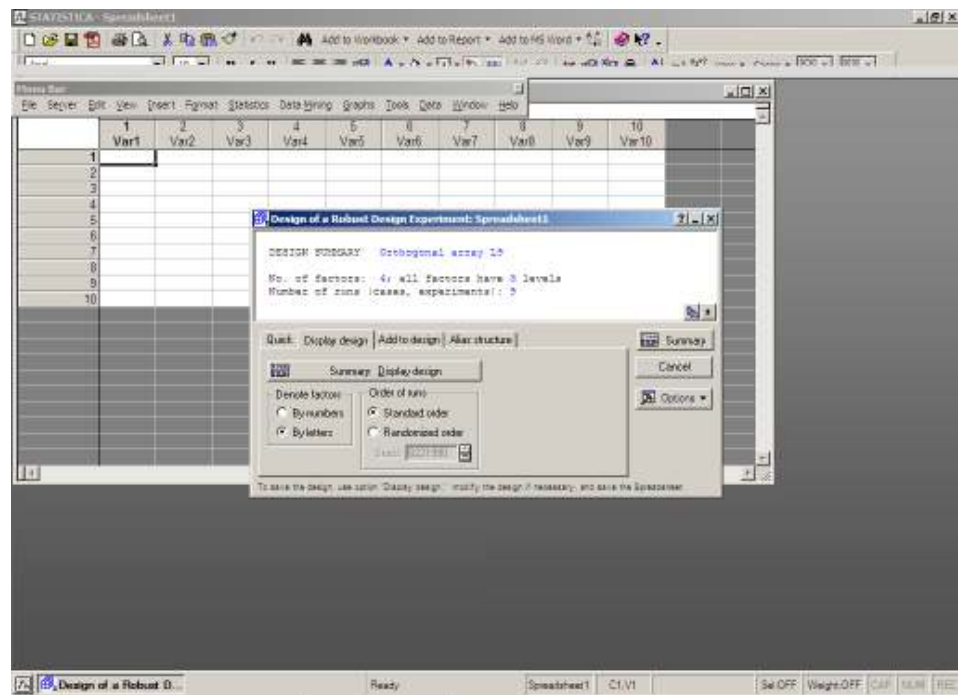 STATISTICA - Spreadsheet1
Add to Workbook Add to Report Add to MS Word
Menu Bar
File Server Edit View Insert Format Statistics Data Mining Graphs Tools Data Window Help
1 2 3 4 5 6 7 8 9 10
Var1 Var2 Var3 Var4 Var5 Var6 Var7 Var8 Var9 Var10
1
2
3
4
5
6
7
8
9
10
Design of a Robust Design Experiment: Spreadsheet1
DESIGN SUMMARY: Orthogonal array L9
No. of factors: 4; all factors have 3 levels
Number of runs (cases, experiments): 9
Quick Display design Add to design Alias structure
Summary
Summary: Display design
Cancel
Denote factors Order of runs
Options
By numbers Standard order
By letters Randomized order
To save the design, use option 'Display design,' modify the design if necessary, and save the Spreadsheet.
Design of a Robust D... Ready Spreadsheet1 C1,V1 Sel:OFF Weight:OFF CAP NUM REC